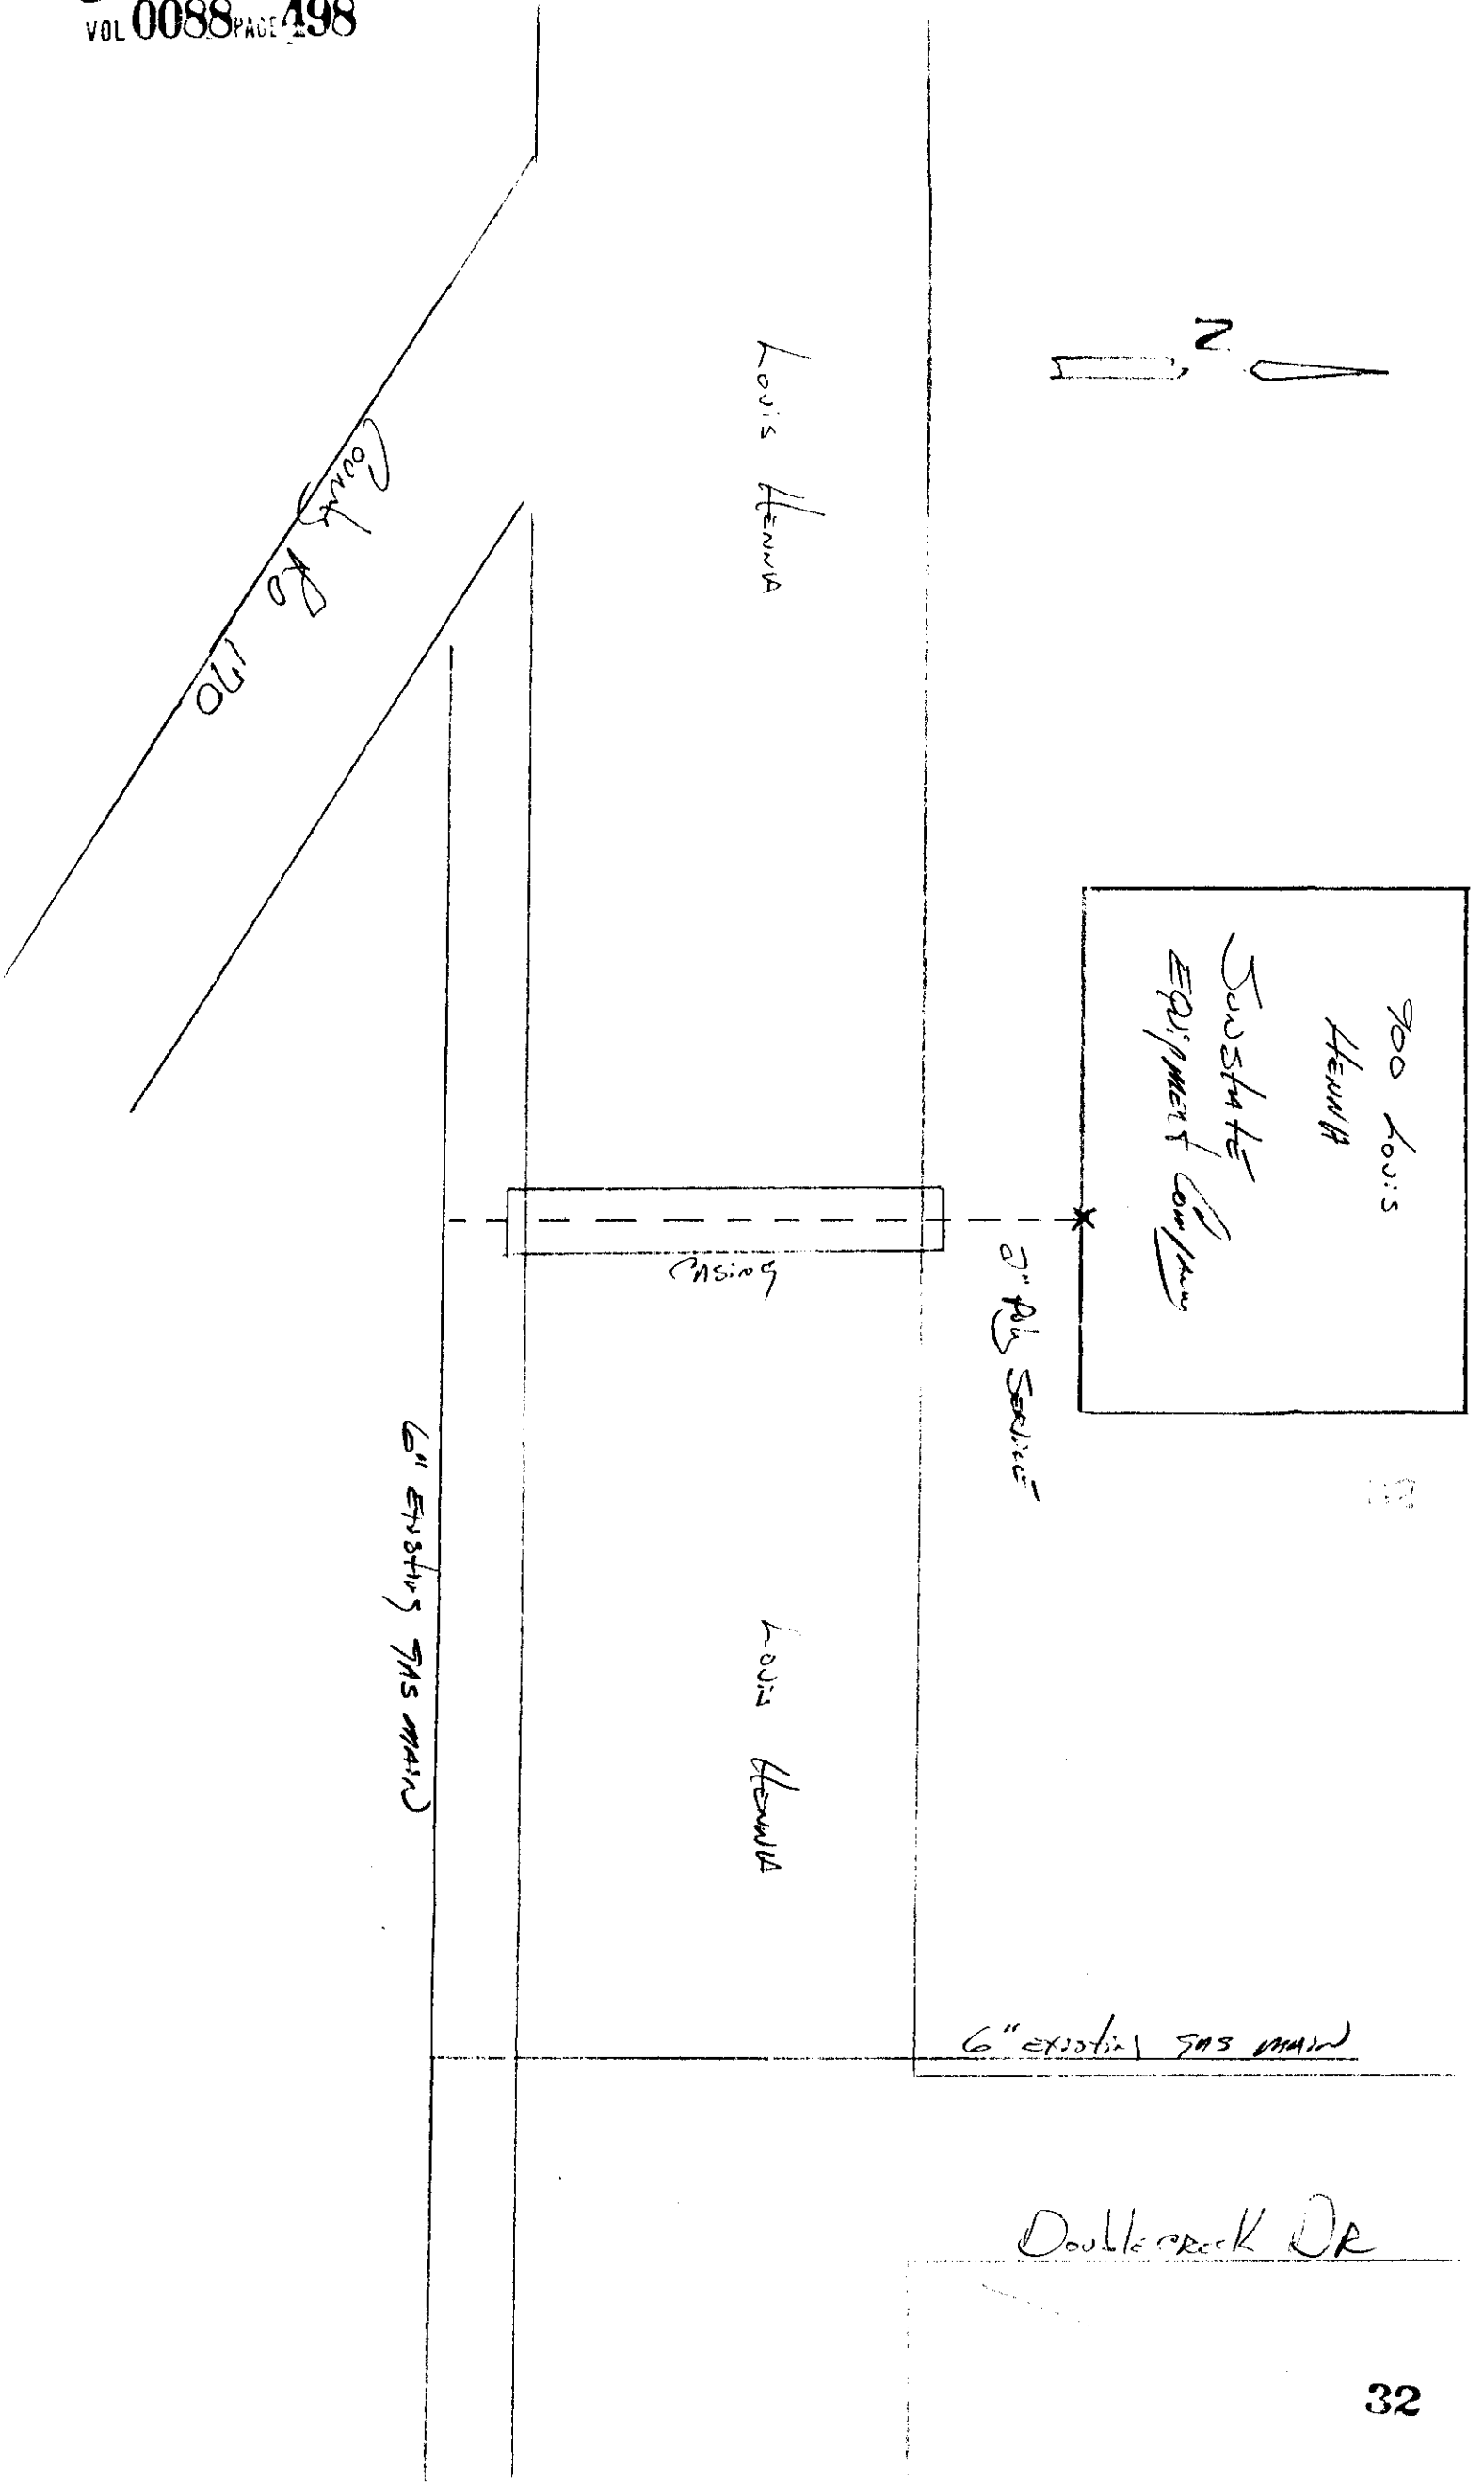 VOL 0088 PAGE 498
N
Louis Henna
County Rd 170
900 Louis
Henna
Sunstate
Equipment Company
Casing
2" Poly Service
6" Existing gas main
Louis Henna
6" existing gas main
Doublecreek DR
32